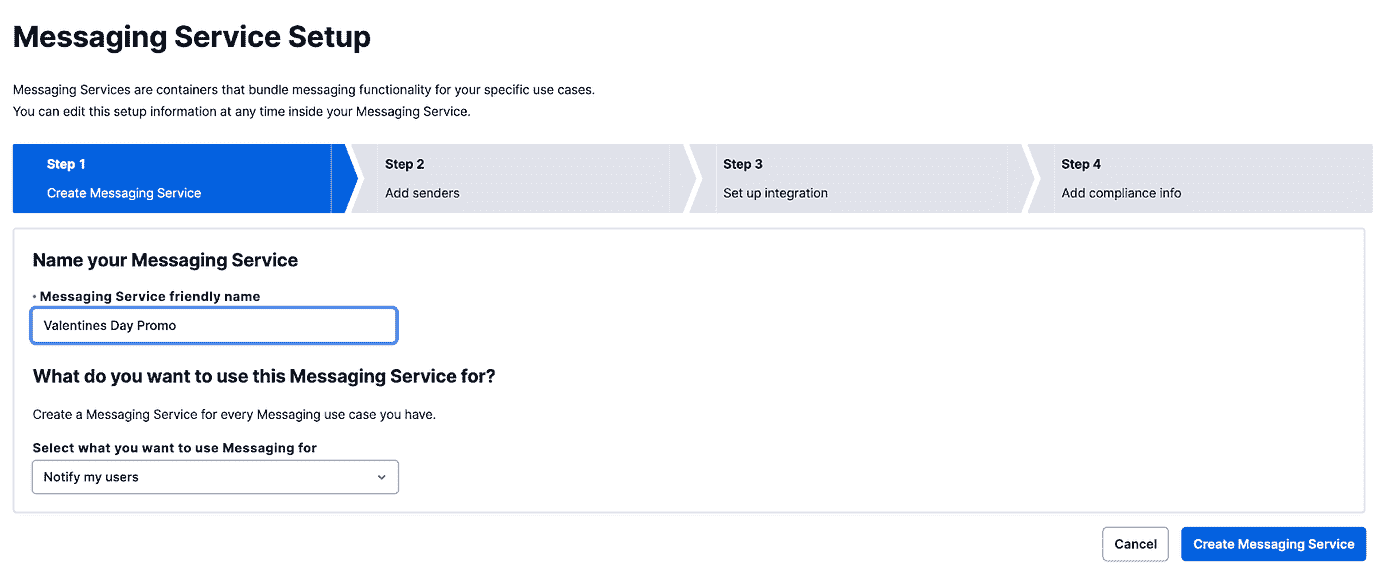 Messaging Service Setup
Messaging Services are containers that bundle messaging functionality for your specific use cases.
You can edit this setup information at any time inside your Messaging Service.
Step 1
Create Messaging Service
Step 2
Add senders
Step 3
Set up integration
Step 4
Add compliance info
Name your Messaging Service
• Messaging Service friendly name
Valentines Day Promo
What do you want to use this Messaging Service for?
Create a Messaging Service for every Messaging use case you have.
Select what you want to use Messaging for
Notify my users
Cancel
Create Messaging Service